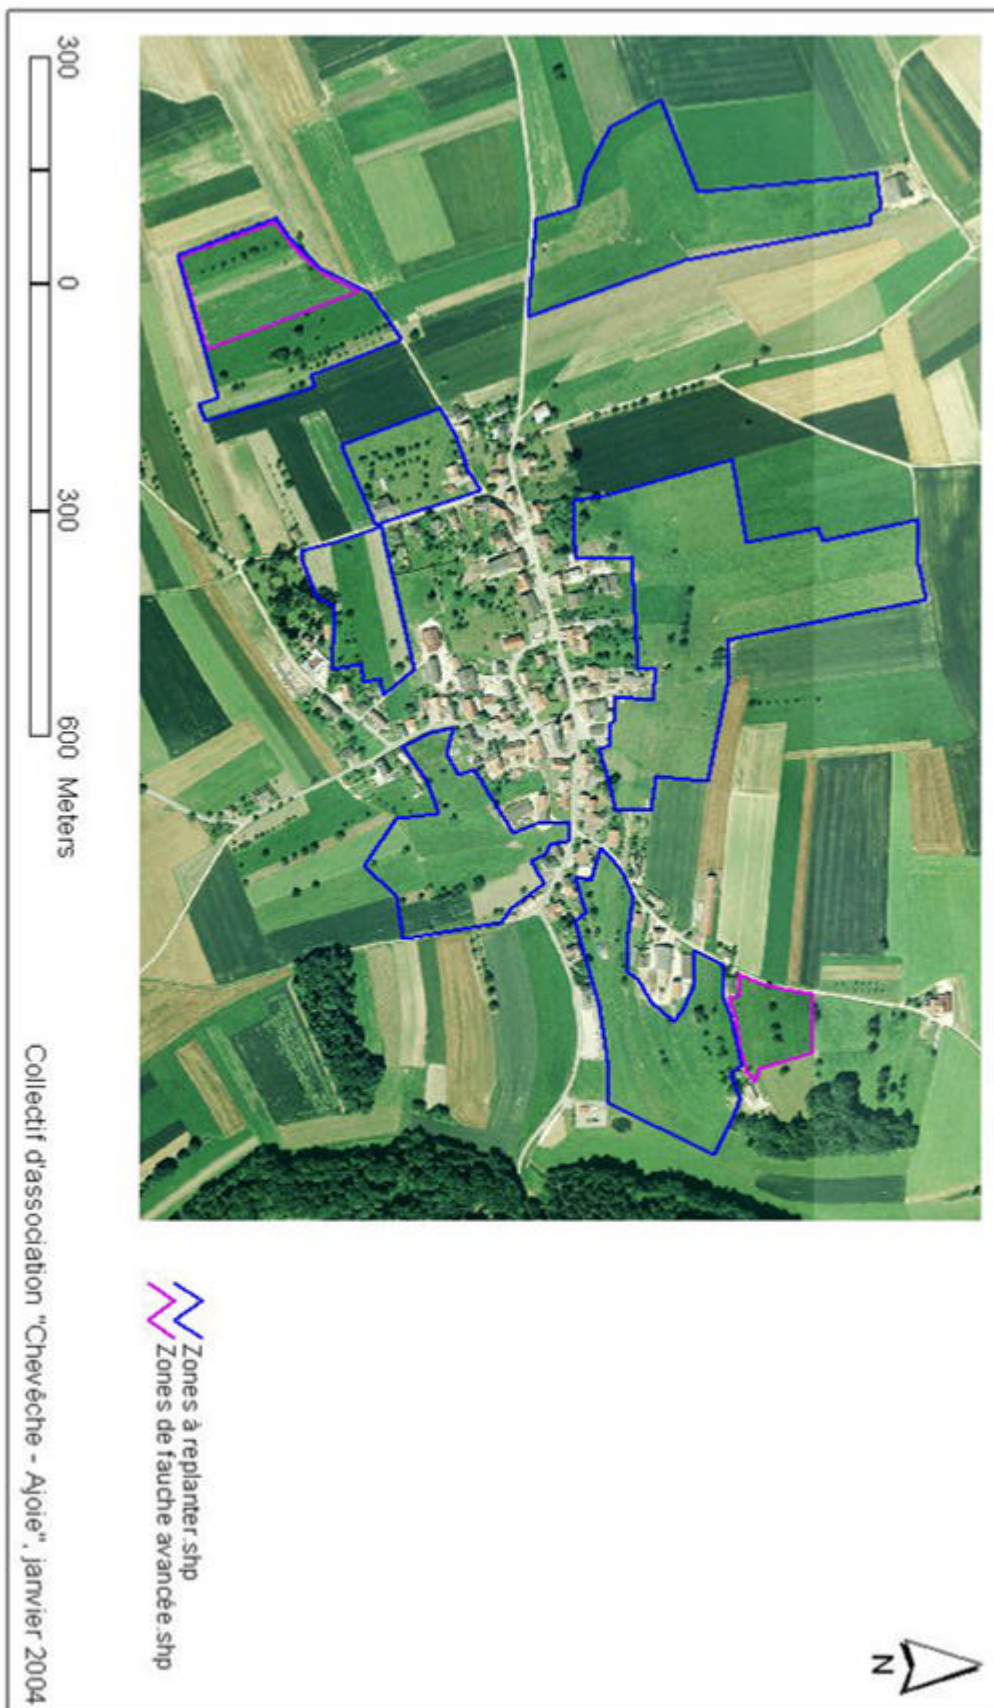 N
Zones à replanter.shp
Zones de fauche avancée.shp
300 0 300 600 Meters
Collectif d'association "Chevêche - Ajoie", janvier 2004